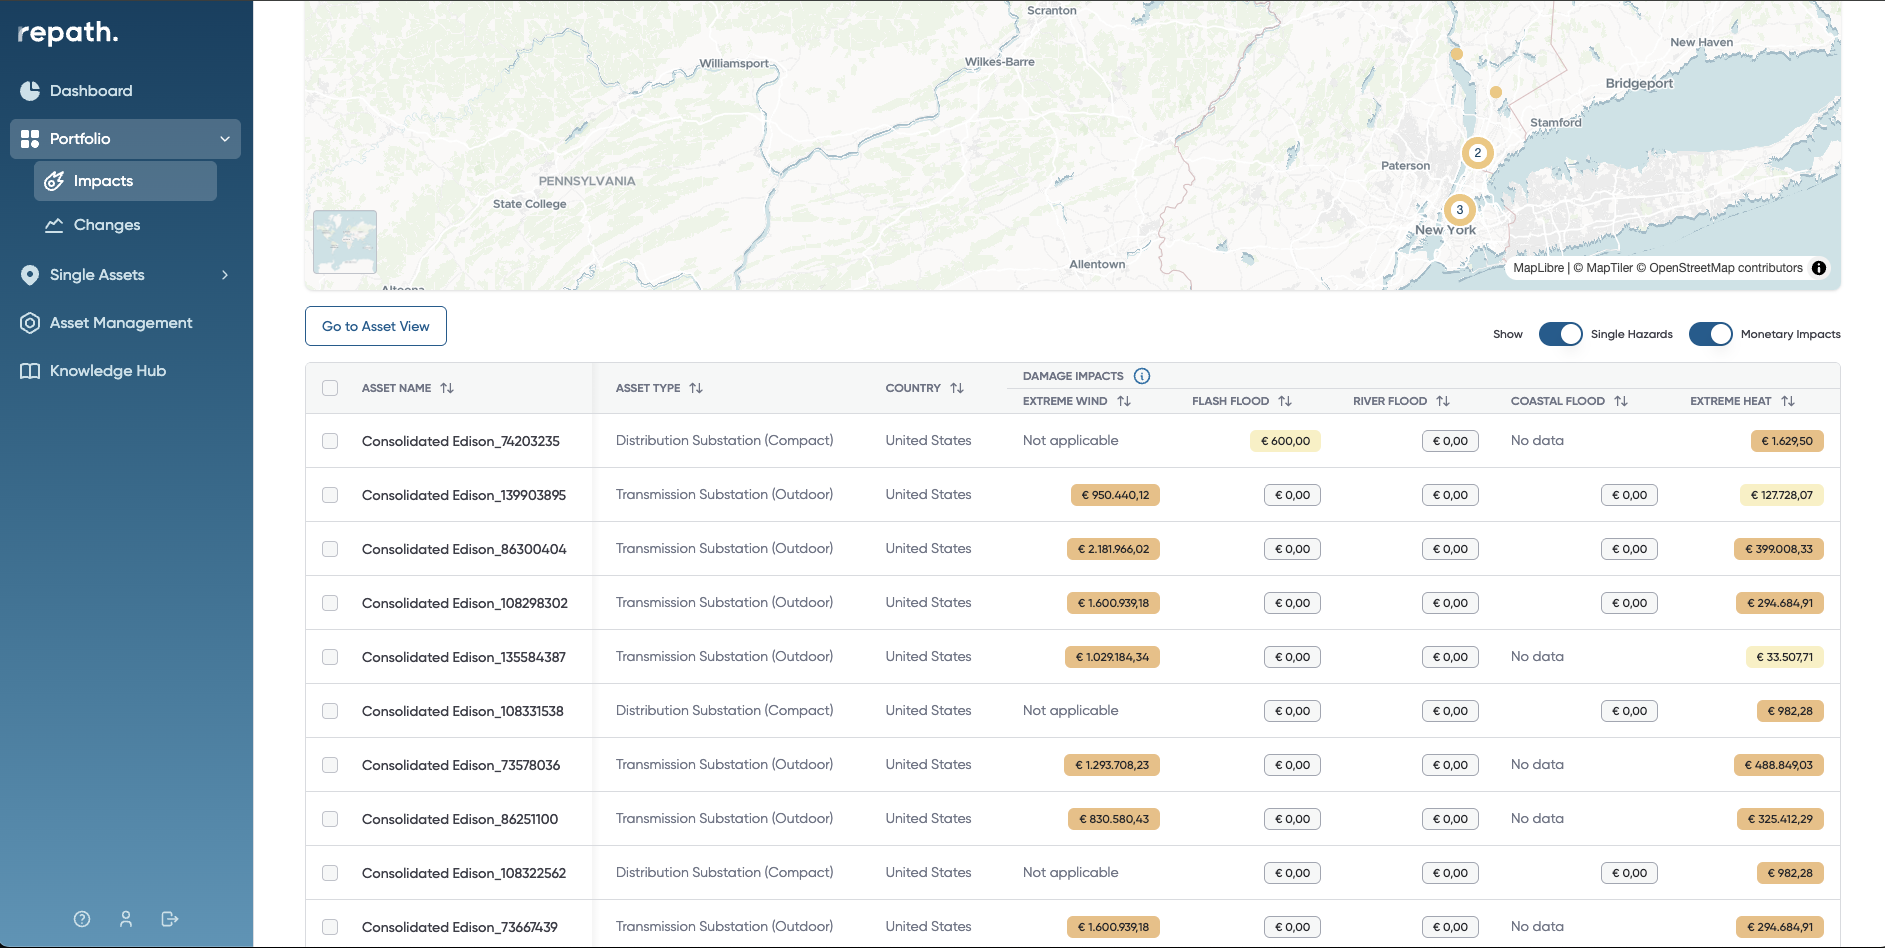 repath.
Dashboard
Portfolio
Impacts
Changes
Single Assets
Asset Management
Knowledge Hub
Scranton
Williamsport
Wilkes-Barre
New Haven
Bridgeport
Stamford
2
Paterson
PENNSYLVANIA
State College
3
New York
Allentown
MapLibre | © MapTiler © OpenStreetMap contributors
Altoona
Go to Asset View
Show Single Hazards Monetary Impacts
DAMAGE IMPACTS
ASSET NAME ASSET TYPE COUNTRY EXTREME WIND FLASH FLOOD RIVER FLOOD COASTAL FLOOD EXTREME HEAT
Consolidated Edison_74203235 Distribution Substation (Compact) United States Not applicable € 600,00 € 0,00 No data € 1.629,50
Consolidated Edison_139903895 Transmission Substation (Outdoor) United States € 950.440,12 € 0,00 € 0,00 € 0,00 € 127.728,07
Consolidated Edison_86300404 Transmission Substation (Outdoor) United States € 2.181.966,02 € 0,00 € 0,00 € 0,00 € 399.008,33
Consolidated Edison_108298302 Transmission Substation (Outdoor) United States € 1.600.939,18 € 0,00 € 0,00 € 0,00 € 294.684,91
Consolidated Edison_135584387 Transmission Substation (Outdoor) United States € 1.029.184,34 € 0,00 € 0,00 No data € 33.507,71
Consolidated Edison_108331538 Distribution Substation (Compact) United States Not applicable € 0,00 € 0,00 € 0,00 € 982,28
Consolidated Edison_73578036 Transmission Substation (Outdoor) United States € 1.293.708,23 € 0,00 € 0,00 No data € 488.849,03
Consolidated Edison_86251100 Transmission Substation (Outdoor) United States € 830.580,43 € 0,00 € 0,00 No data € 325.412,29
Consolidated Edison_108322562 Distribution Substation (Compact) United States Not applicable € 0,00 € 0,00 € 0,00 € 982,28
Consolidated Edison_73667439 Transmission Substation (Outdoor) United States € 1.600.939,18 € 0,00 € 0,00 No data € 294.684,91